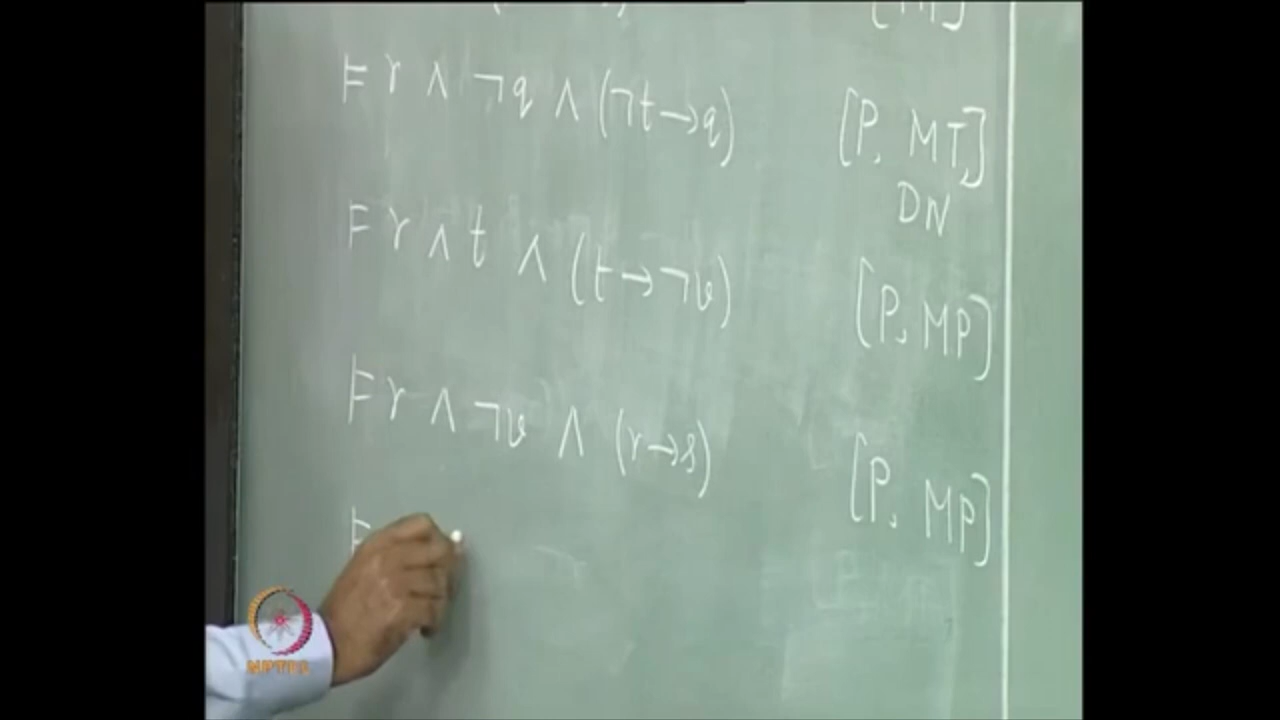 ⊨ r ∧ ¬q ∧ (¬t → q) [P, MT,]
DN
⊨ r ∧ t ∧ (t → ¬v) [P, MP]
⊨ r ∧ ¬v ∧ (r → s) [P, MP]
⊨
NPTEL